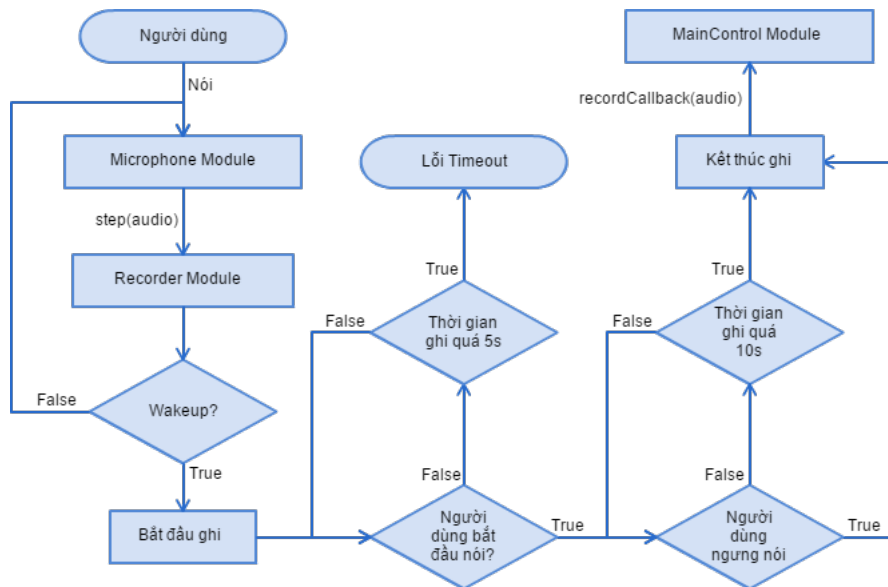 Người dùng
Nói
Microphone Module
step(audio)
Recorder Module
Wakeup?
False
True
Bắt đầu ghi
Lỗi Timeout
True
False
Thời gian
ghi quá 5s
False
Người
dùng bắt
đầu nói?
True
MainControl Module
recordCallback(audio)
Kết thúc ghi
True
False
Thời gian
ghi quá
10s
False
Người
dùng
ngưng nói
True